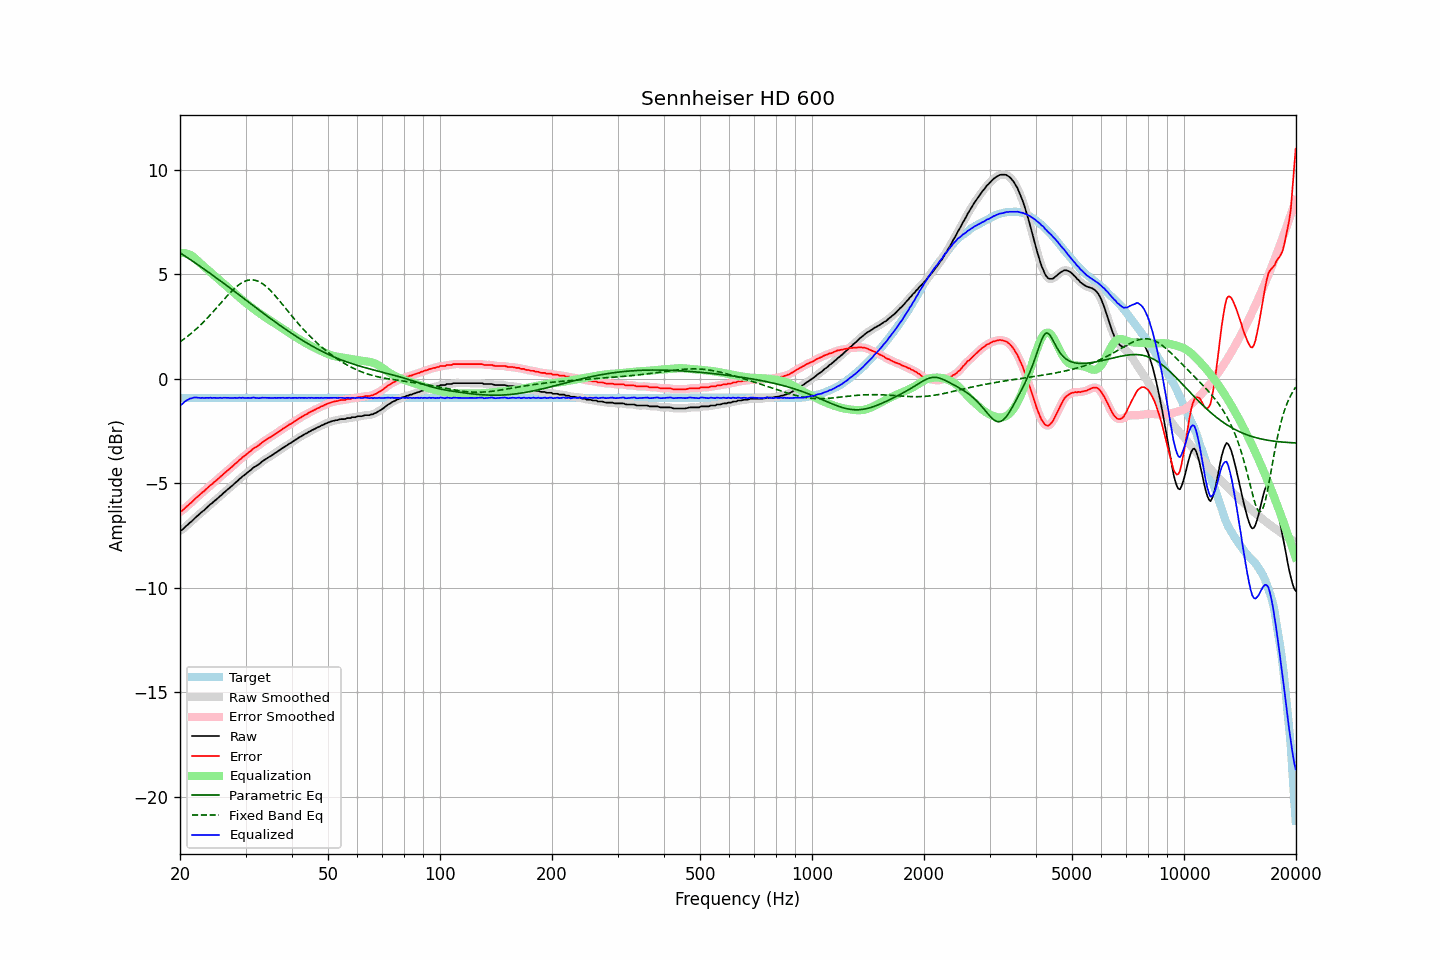 Sennheiser HD 600
Amplitude (dBr)
10
5
0
−5
−10
−15
−20
Target
Raw Smoothed
Error Smoothed
Raw
Error
Equalization
Parametric Eq
Fixed Band Eq
Equalized
20 50 100 200 500 1000 2000 5000 10000 20000
Frequency (Hz)